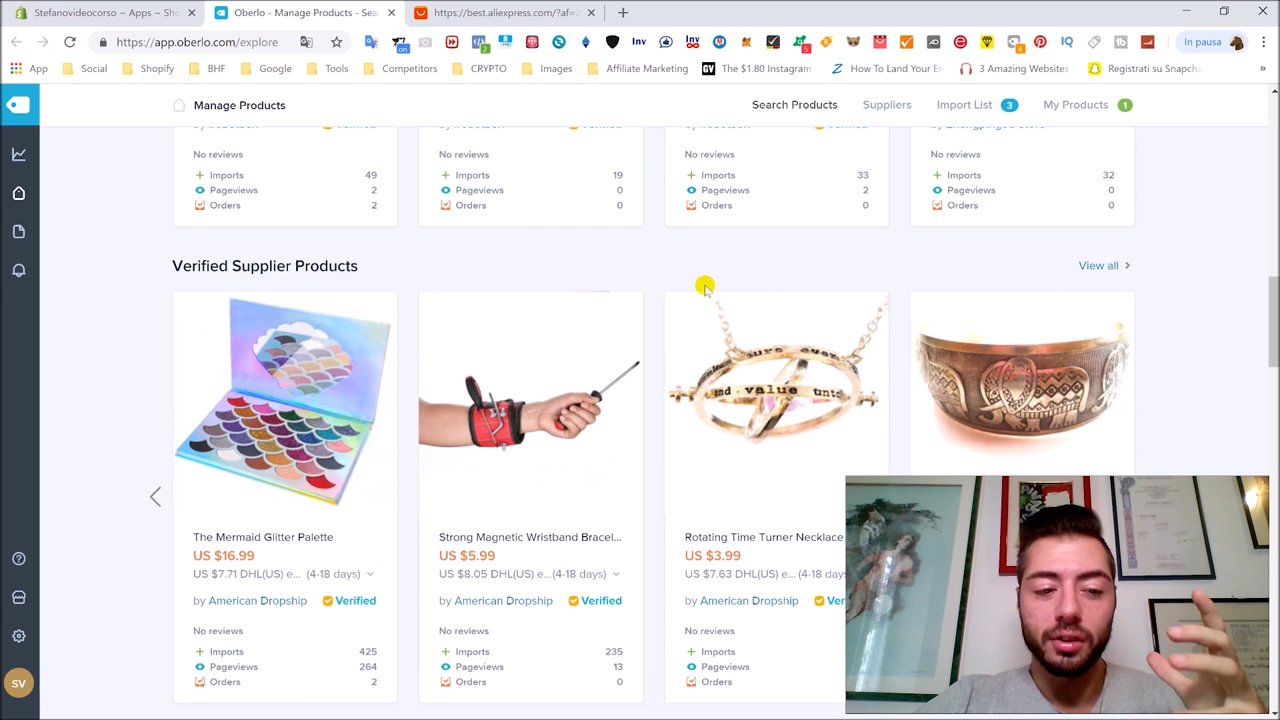 Stefanovideocorso ~ Apps ~ Sho
Oberlo - Manage Products - Sea
https://best.aliexpress.com/?af=2
https://app.oberlo.com/explore
In pausa
App
Social
Shopify
BHF
Google
Tools
Competitors
CRYPTO
Images
Affiliate Marketing
The $1.80 Instagram
How To Land Your
3 Amazing Websites
Registrati su Snapcha
Manage Products
Search Products
Suppliers
Import List 3
My Products 1
No reviews
Imports 49
Pageviews 2
Orders 2
No reviews
Imports 19
Pageviews 0
Orders 0
No reviews
Imports 33
Pageviews 2
Orders 0
No reviews
Imports 32
Pageviews 0
Orders 0
Verified Supplier Products
View all
and value unto
The Mermaid Glitter Palette
US $16.99
US $7.71 DHL(US) e... (4-18 days)
by American Dropship Verified
No reviews
Imports 425
Pageviews 264
Orders 2
Strong Magnetic Wristband Bracel...
US $5.99
US $8.05 DHL(US) e... (4-18 days)
by American Dropship Verified
No reviews
Imports 235
Pageviews 13
Orders 0
Rotating Time Turner Necklace
US $3.99
US $7.63 DHL(US) e... (4-18 days
by American Dropship Ver
No reviews
Imports
Pageviews
Orders
SV